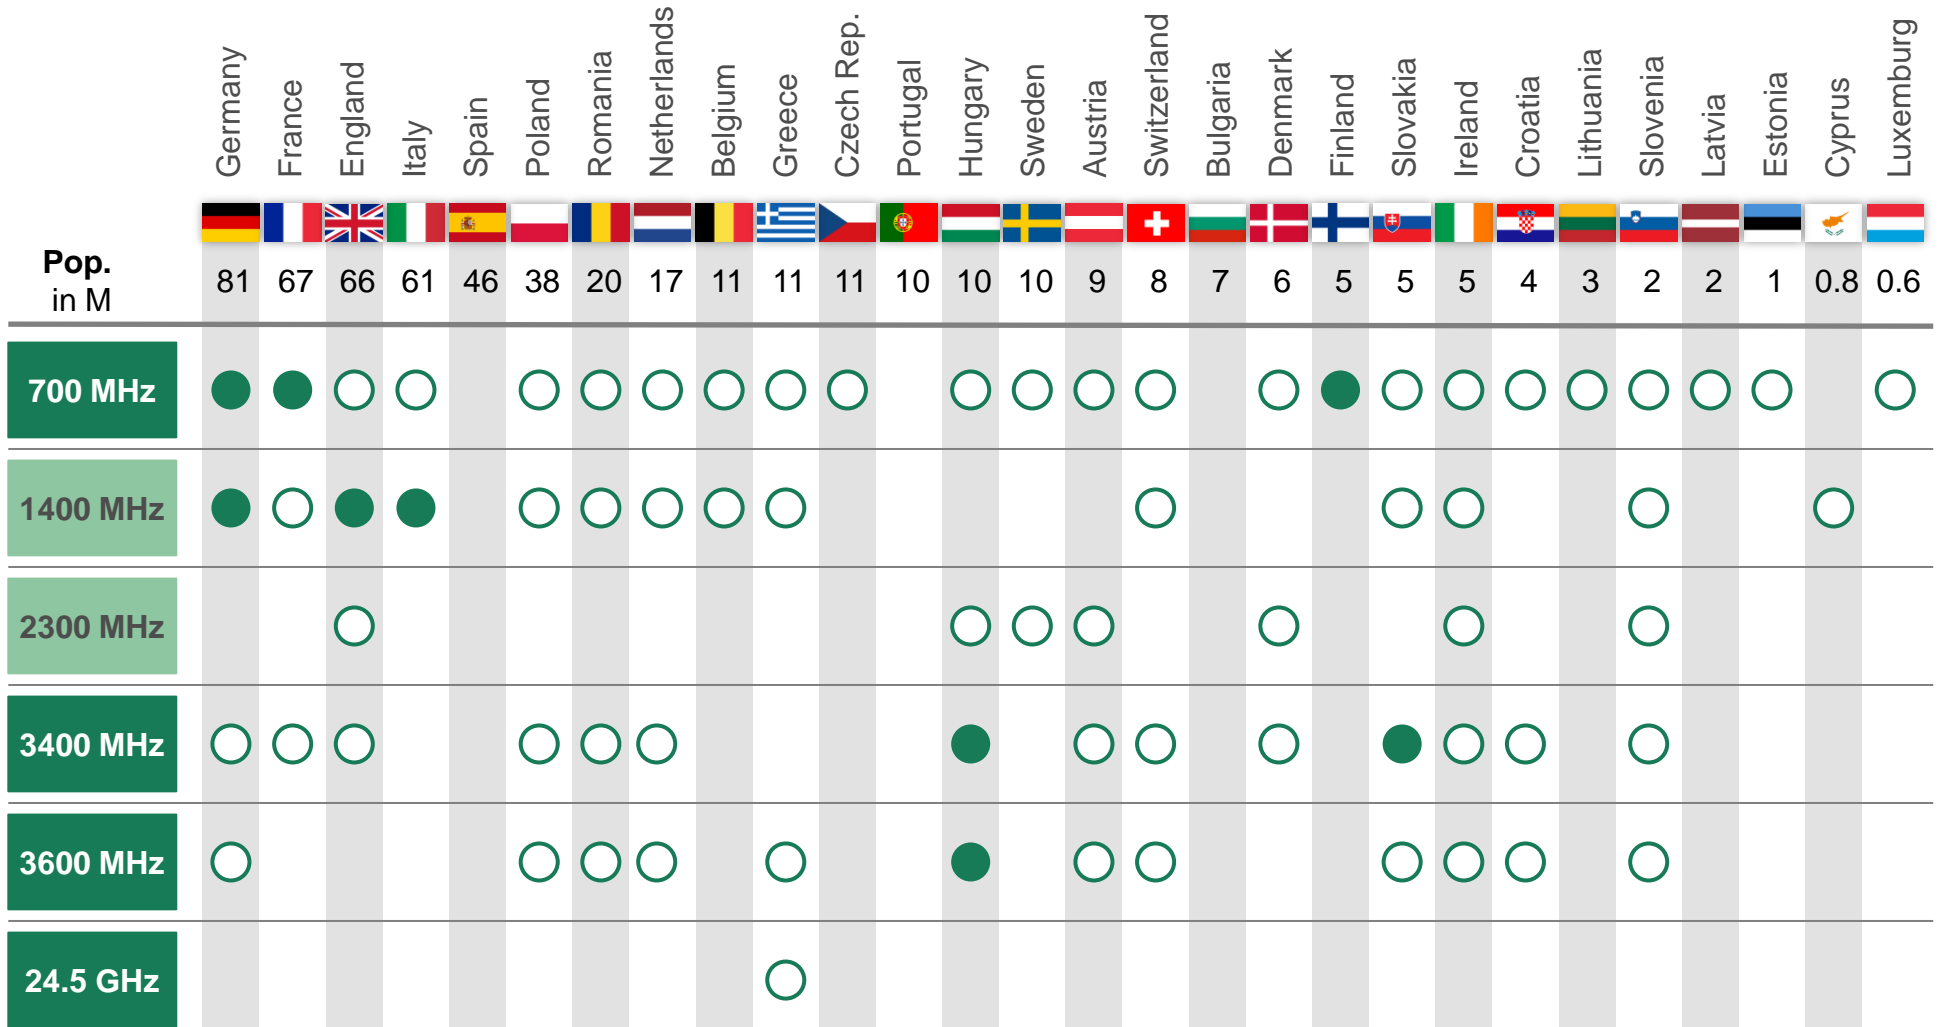 Germany
France
England
Italy
Spain
Poland
Romania
Netherlands
Belgium
Greece
Czech Rep.
Portugal
Hungary
Sweden
Austria
Switzerland
Bulgaria
Denmark
Finland
Slovakia
Ireland
Croatia
Lithuania
Slovenia
Latvia
Estonia
Cyprus
Luxemburg
Pop.
in M
81 67 66 61 46 38 20 17 11 11 11 10 10 10 9 8 7 6 5 5 5 4 3 2 2 1 0.8 0.6
700 MHz
1400 MHz
2300 MHz
3400 MHz
3600 MHz
24.5 GHz